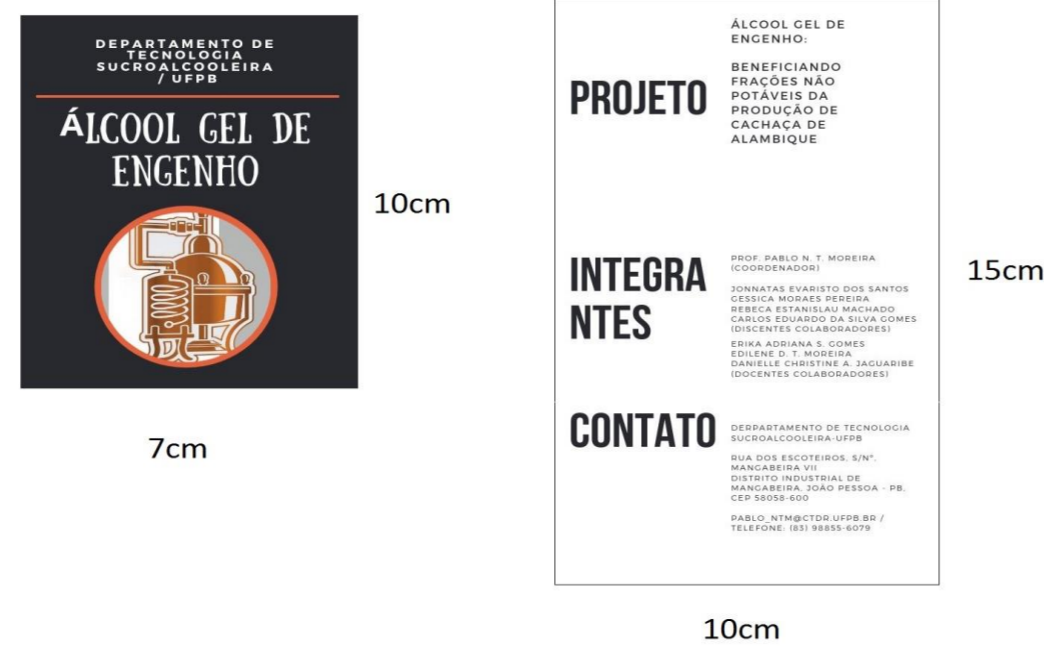 DEPARTAMENTO DE
TECNOLOGIA
SUCROALCOOLEIRA
/ UFPB
ÁLCOOL GEL DE
ENGENHO
10cm
7cm
PROJETO
ÁLCOOL GEL DE
ENGENHO:
BENEFICIANDO
FRAÇÕES NÃO
POTÁVEIS DA
PRODUÇÃO DE
CACHAÇA DE
ALAMBIQUE
INTEGRA
NTES
PROF. PABLO N. T. MOREIRA
(COORDENADOR)
JONNATAS EVARISTO DOS SANTOS
GESSICA MORAES PEREIRA
REBECA ESTANISLAU MACHADO
CARLOS EDUARDO DA SILVA GOMES
(DISCENTES COLABORADORES)
ERIKA ADRIANA S. GOMES
EDILENE D. T. MOREIRA
DANIELLE CHRISTINE A. JAGUARIBE
(DOCENTES COLABORADORES)
CONTATO
DERPARTAMENTO DE TECNOLOGIA
SUCROALCOOLEIRA-UFPB
RUA DOS ESCOTEIROS, S/Nº,
MANGABEIRA VII
DISTRITO INDUSTRIAL DE
MANGABEIRA, JOÃO PESSOA - PB,
CEP 58058-600
PABLO_NTM@CTDR.UFPB.BR /
TELEFONE: (83) 98855-6079
15cm
10cm